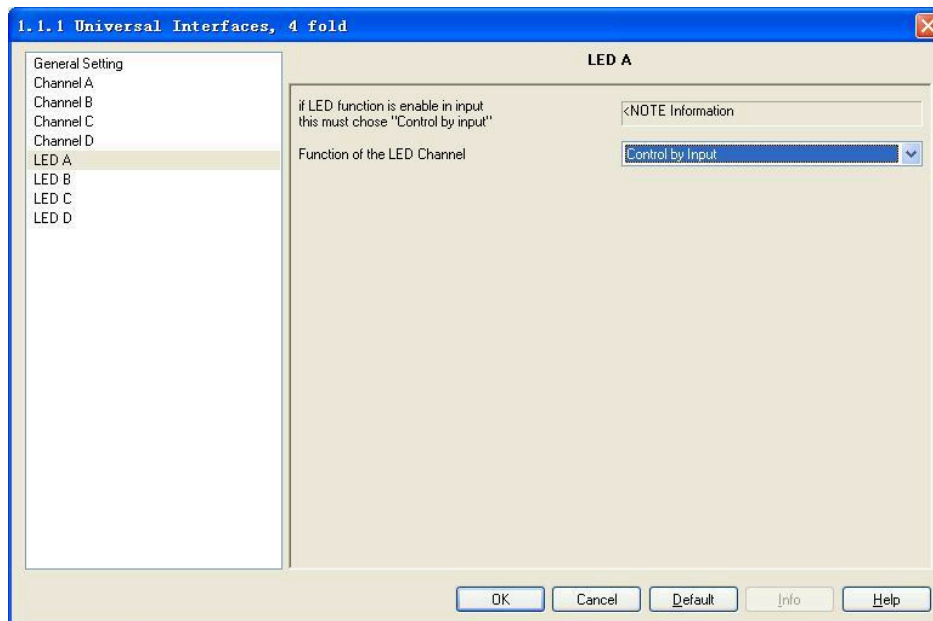 1.1.1 Universal Interfaces, 4 fold
General Setting
Channel A
Channel B
Channel C
Channel D
LED A
LED B
LED C
LED D
LED A
if LED function is enable in input
this must chose "Control by input"
<NOTE Information
Function of the LED Channel
Control by Input
OK
Cancel
Default
Info
Help